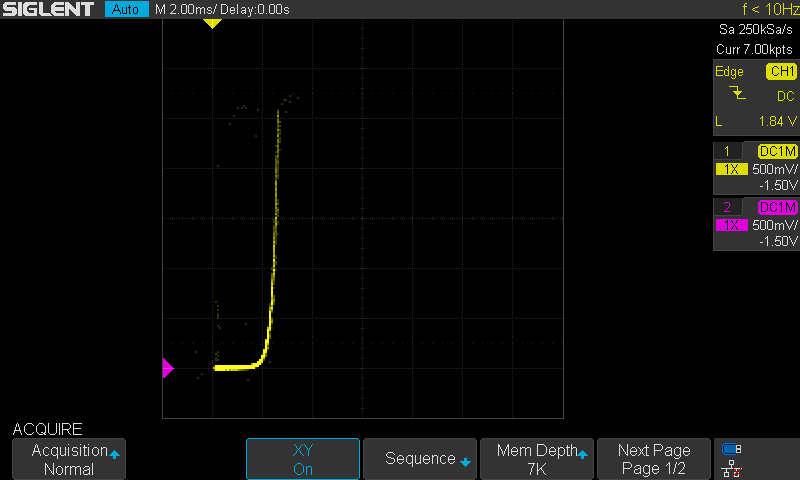 SIGLENT Auto M 2.00ms/ Delay:0.00s f < 10Hz
Sa 250kSa/s
Curr 7.00kpts
Edge CH1
DC
L 1.84 V
1 DC1M
1X 500mV/
-1.50V
2 DC1M
1X 500mV/
-1.50V
ACQUIRE
Acquisition
Normal
XY
On
Sequence
Mem Depth
7K
Next Page
Page 1/2